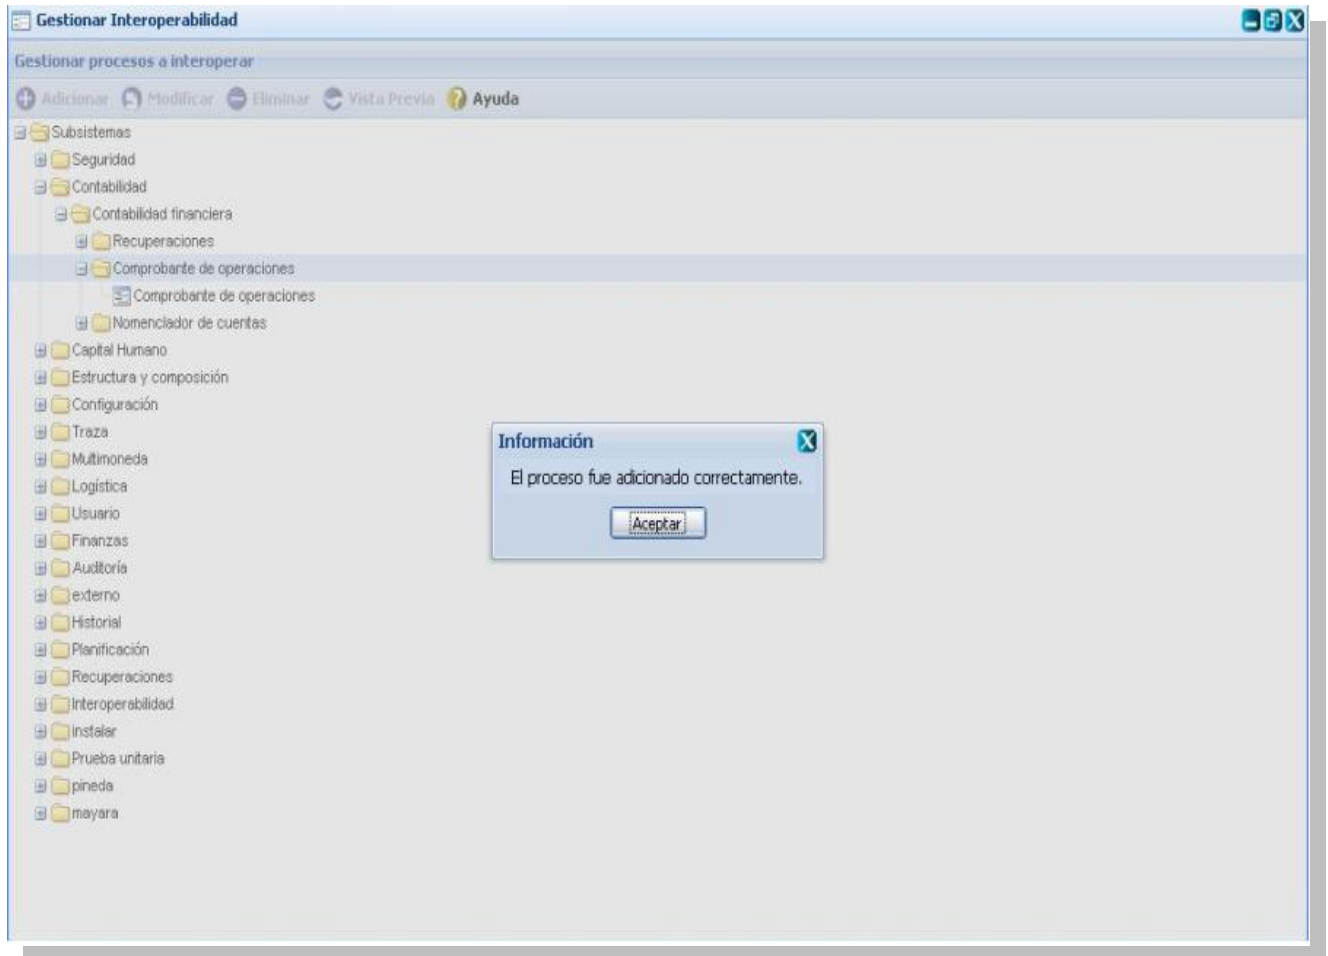 Gestionar Interoperabilidad
Gestionar procesos a interoperar
Adicionar Modificar Eliminar Vista Previa Ayuda
Subsistemas
Seguridad
Contabilidad
Contabilidad financiera
Recuperaciones
Comprobante de operaciones
Comprobante de operaciones
Nomenclador de cuentas
Capital Humano
Estructura y composición
Configuración
Traza
Multimoneda
Logística
Usuario
Finanzas
Auditoría
externo
Historial
Planificación
Recuperaciones
Interoperabilidad
instalar
Prueba unitaria
pineda
mayara
Información
El proceso fue adicionado correctamente.
Aceptar